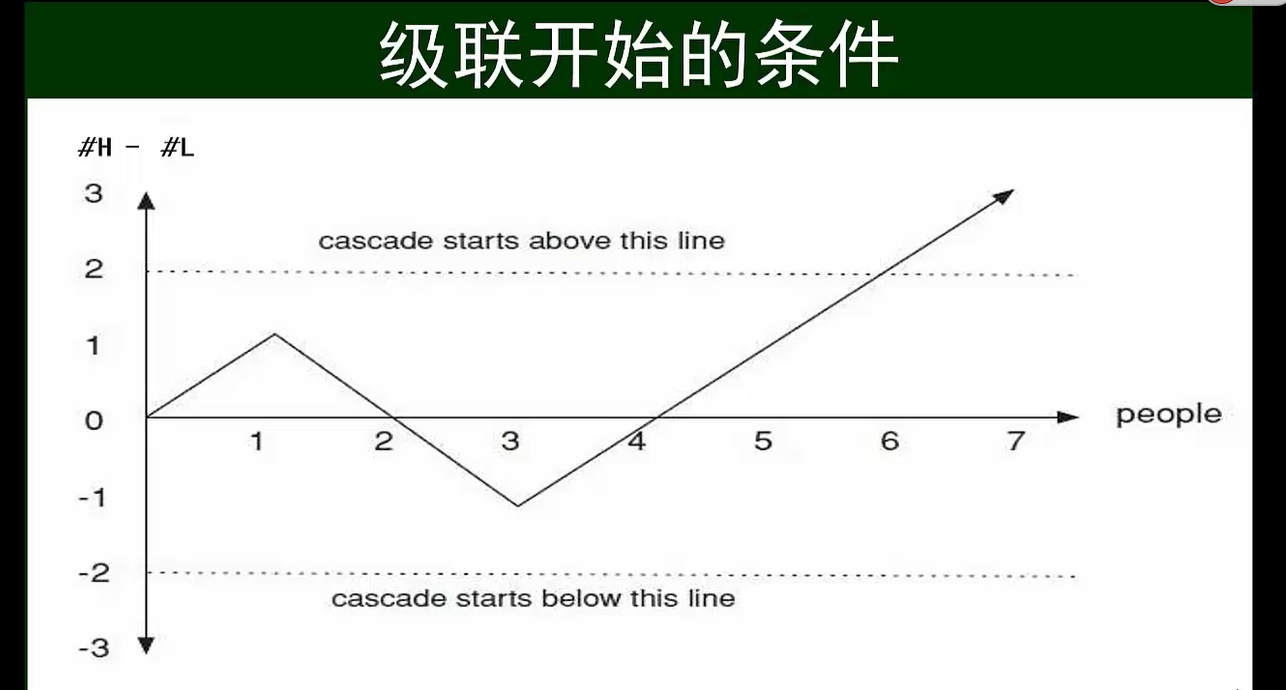 级联开始的条件
#H - #L
3
cascade starts above this line
2
1
0
people
1 2 3 4 5 6 7
-1
-2
cascade starts below this line
-3